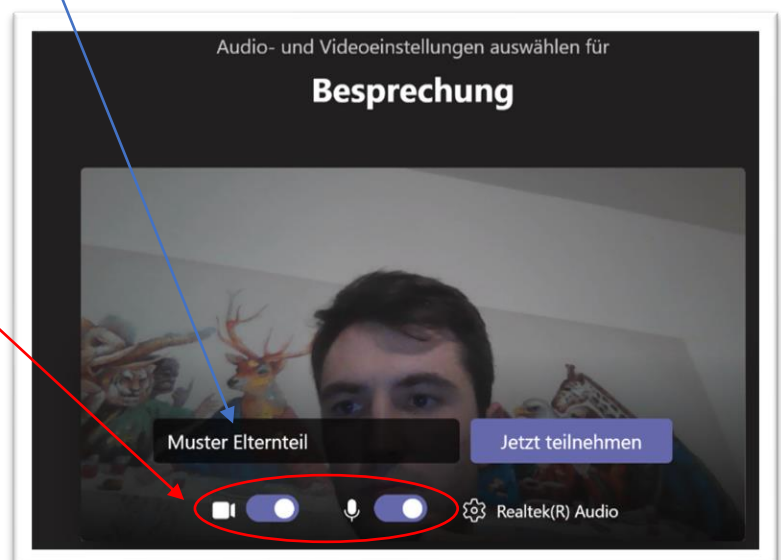 Audio- und Videoeinstellungen auswählen für
Besprechung
Muster Elternteil
Jetzt teilnehmen
Realtek(R) Audio